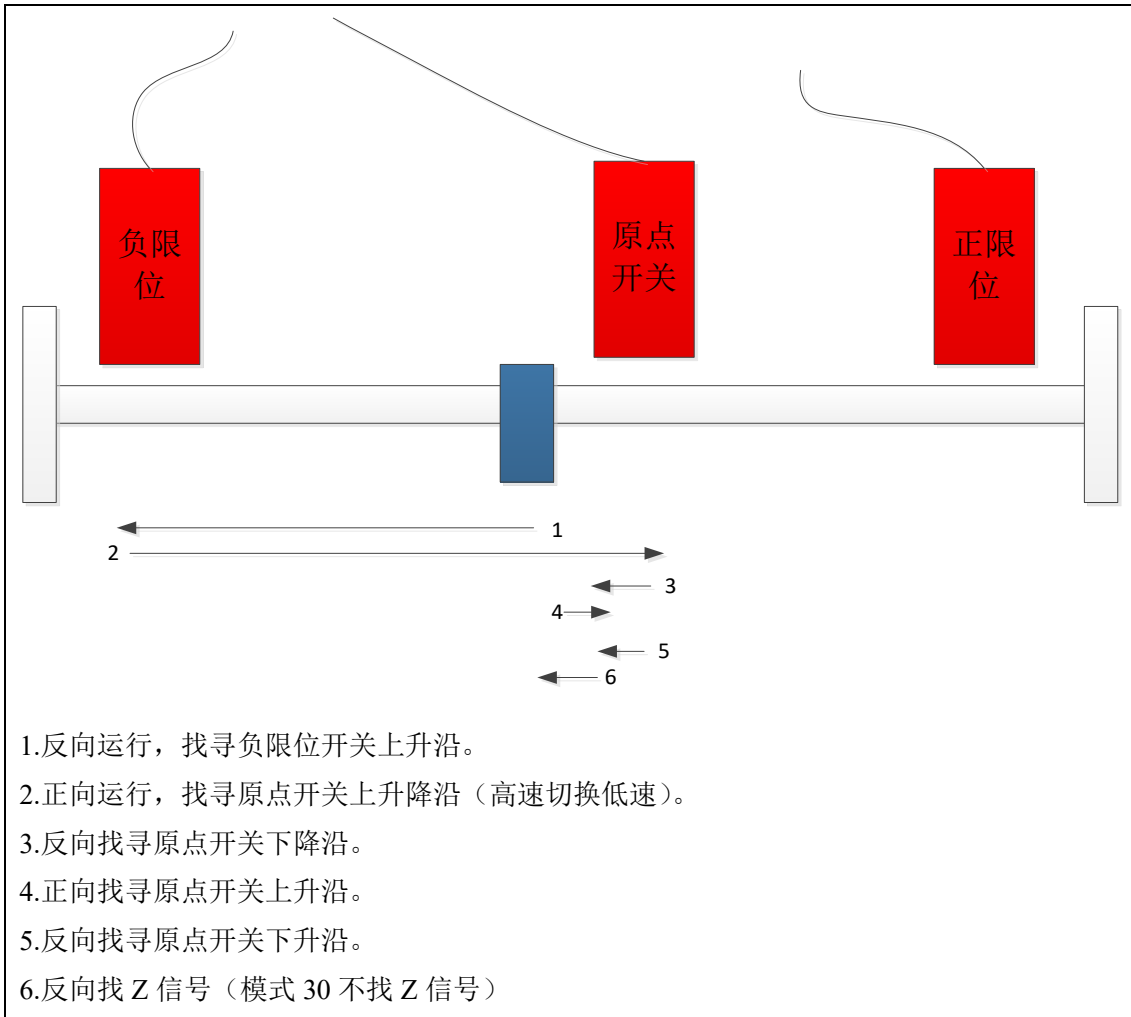 负限
位
原点
开关
正限
位
1
2
3
4
5
6
1.反向运行，找寻负限位开关上升沿。
2.正向运行，找寻原点开关上升降沿（高速切换低速）。
3.反向找寻原点开关下降沿。
4.正向找寻原点开关上升沿。
5.反向找寻原点开关下升沿。
6.反向找 Z 信号（模式 30 不找 Z 信号）